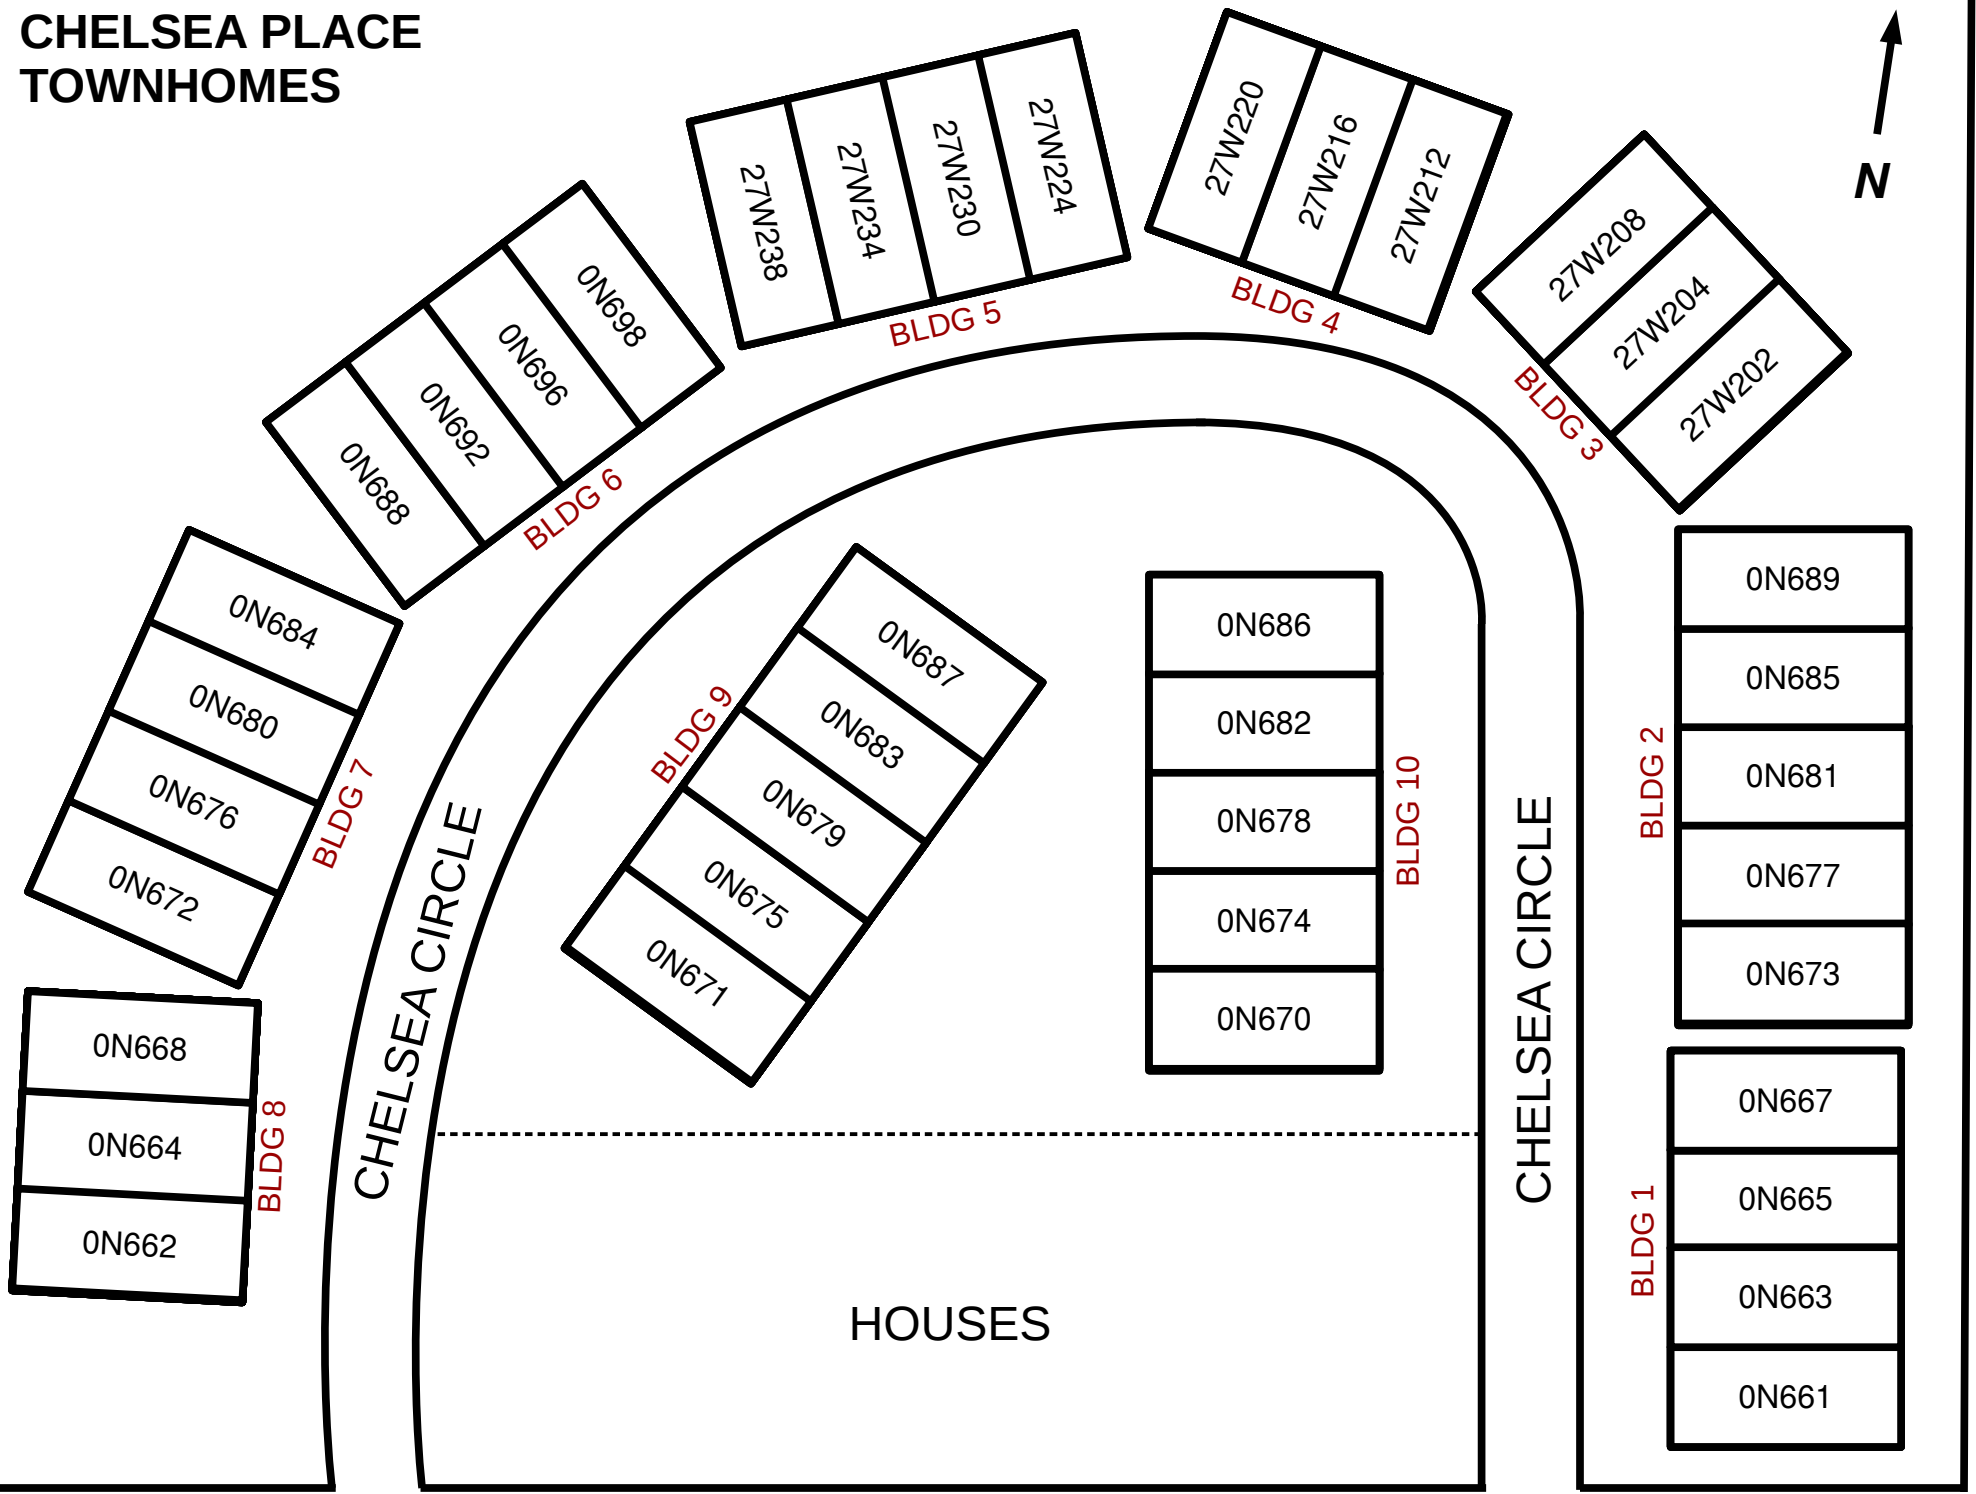 CHELSEA PLACE
TOWNHOMES
N
27W238
27W234
27W230
27W224
BLDG 5
27W220
27W216
27W212
BLDG 4
27W208
27W204
27W202
BLDG 3
0N688
0N692
0N696
0N698
BLDG 6
0N684
0N680
0N676
0N672
BLDG 7
0N668
0N664
0N662
BLDG 8
CHELSEA CIRCLE
0N687
0N683
0N679
0N675
0N671
BLDG 9
0N686
0N682
0N678
0N674
0N670
BLDG 10
CHELSEA CIRCLE
0N689
0N685
0N681
0N677
0N673
BLDG 2
0N667
0N665
0N663
0N661
BLDG 1
HOUSES